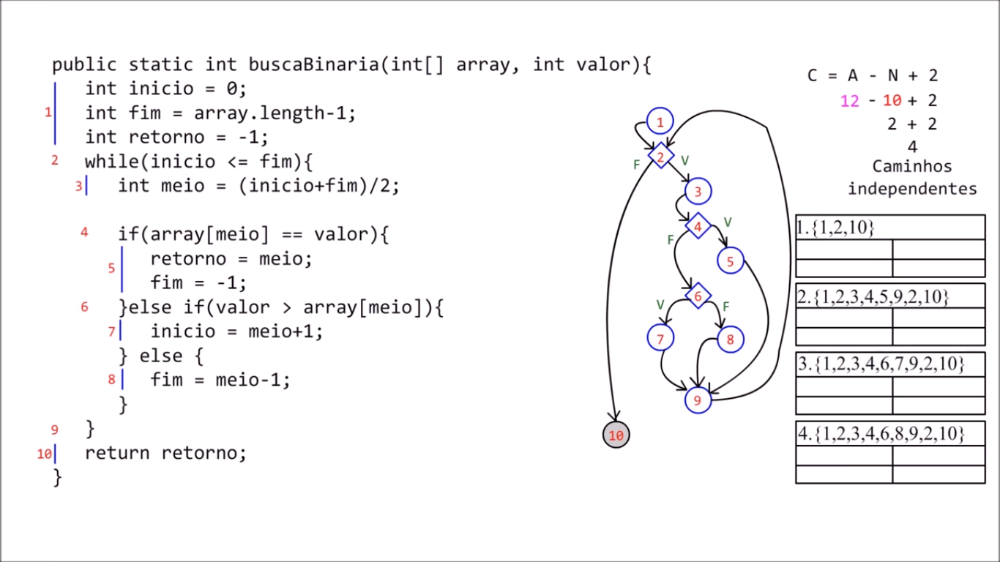 public static int buscaBinaria(int[] array, int valor){
int inicio = 0;
1 int fim = array.length-1;
int retorno = -1;
2 while(inicio <= fim){
3 int meio = (inicio+fim)/2;
4 if(array[meio] == valor){
retorno = meio;
5
fim = -1;
6 }else if(valor > array[meio]){
7 inicio = meio+1;
} else {
8 fim = meio-1;
}
9 }
10 return retorno;
}
1
2
F
V
3
4
V
F
5
6
V
F
7
8
9
10
C = A - N + 2
12 - 10 + 2
2 + 2
4
Caminhos
independentes
1.{1,2,10}
2.{1,2,3,4,5,9,2,10}
3.{1,2,3,4,6,7,9,2,10}
4.{1,2,3,4,6,8,9,2,10}